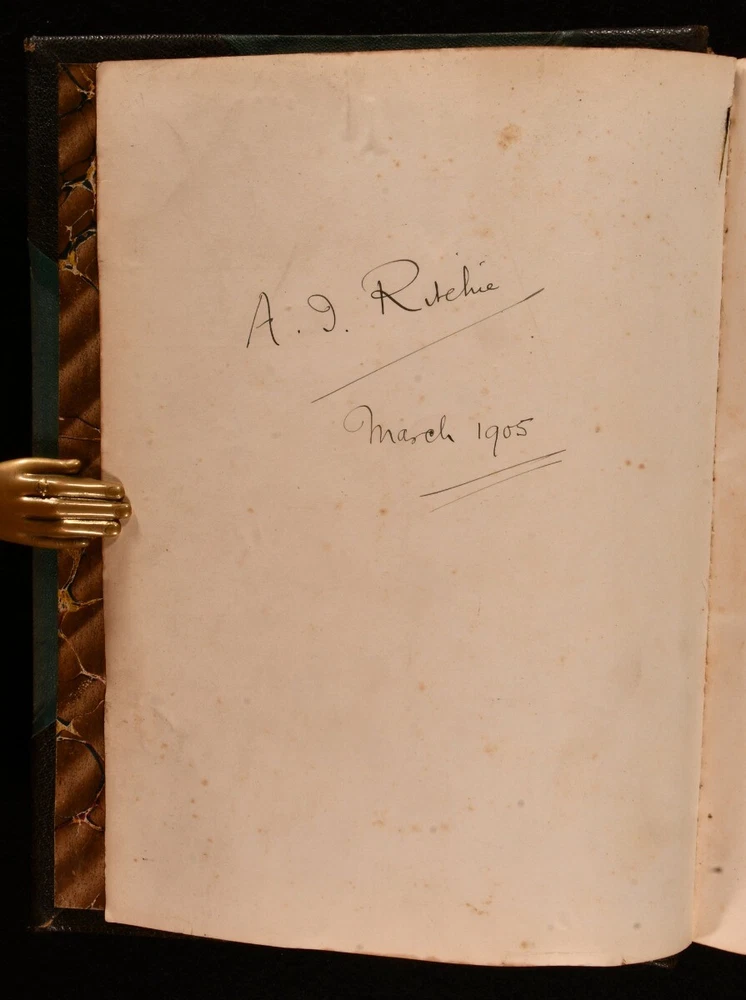 A. I. Ritchie
March 1905